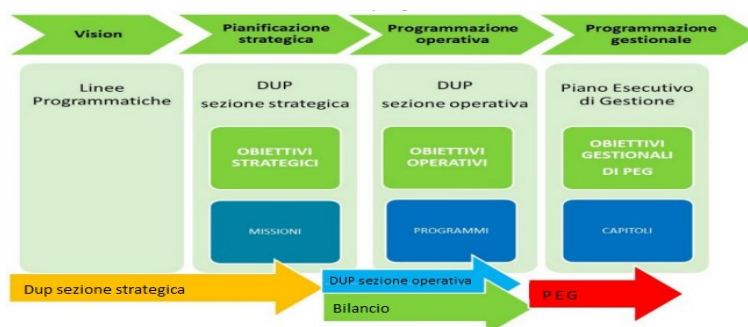 Vision
Pianificazione
strategica
Programmazione
operativa
Programmazione
gestionale
Linee
Programmatiche
DUP
sezione strategica
DUP
sezione operativa
Piano Esecutivo
di Gestione
OBIETTIVI
STRATEGICI
OBIETTIVI
OPERATIVI
OBIETTIVI
GESTIONALI
DI PEG
MISSIONI
PROGRAMMI
CAPITOLI
Dup sezione strategica
DUP sezione operativa
Bilancio
P E G